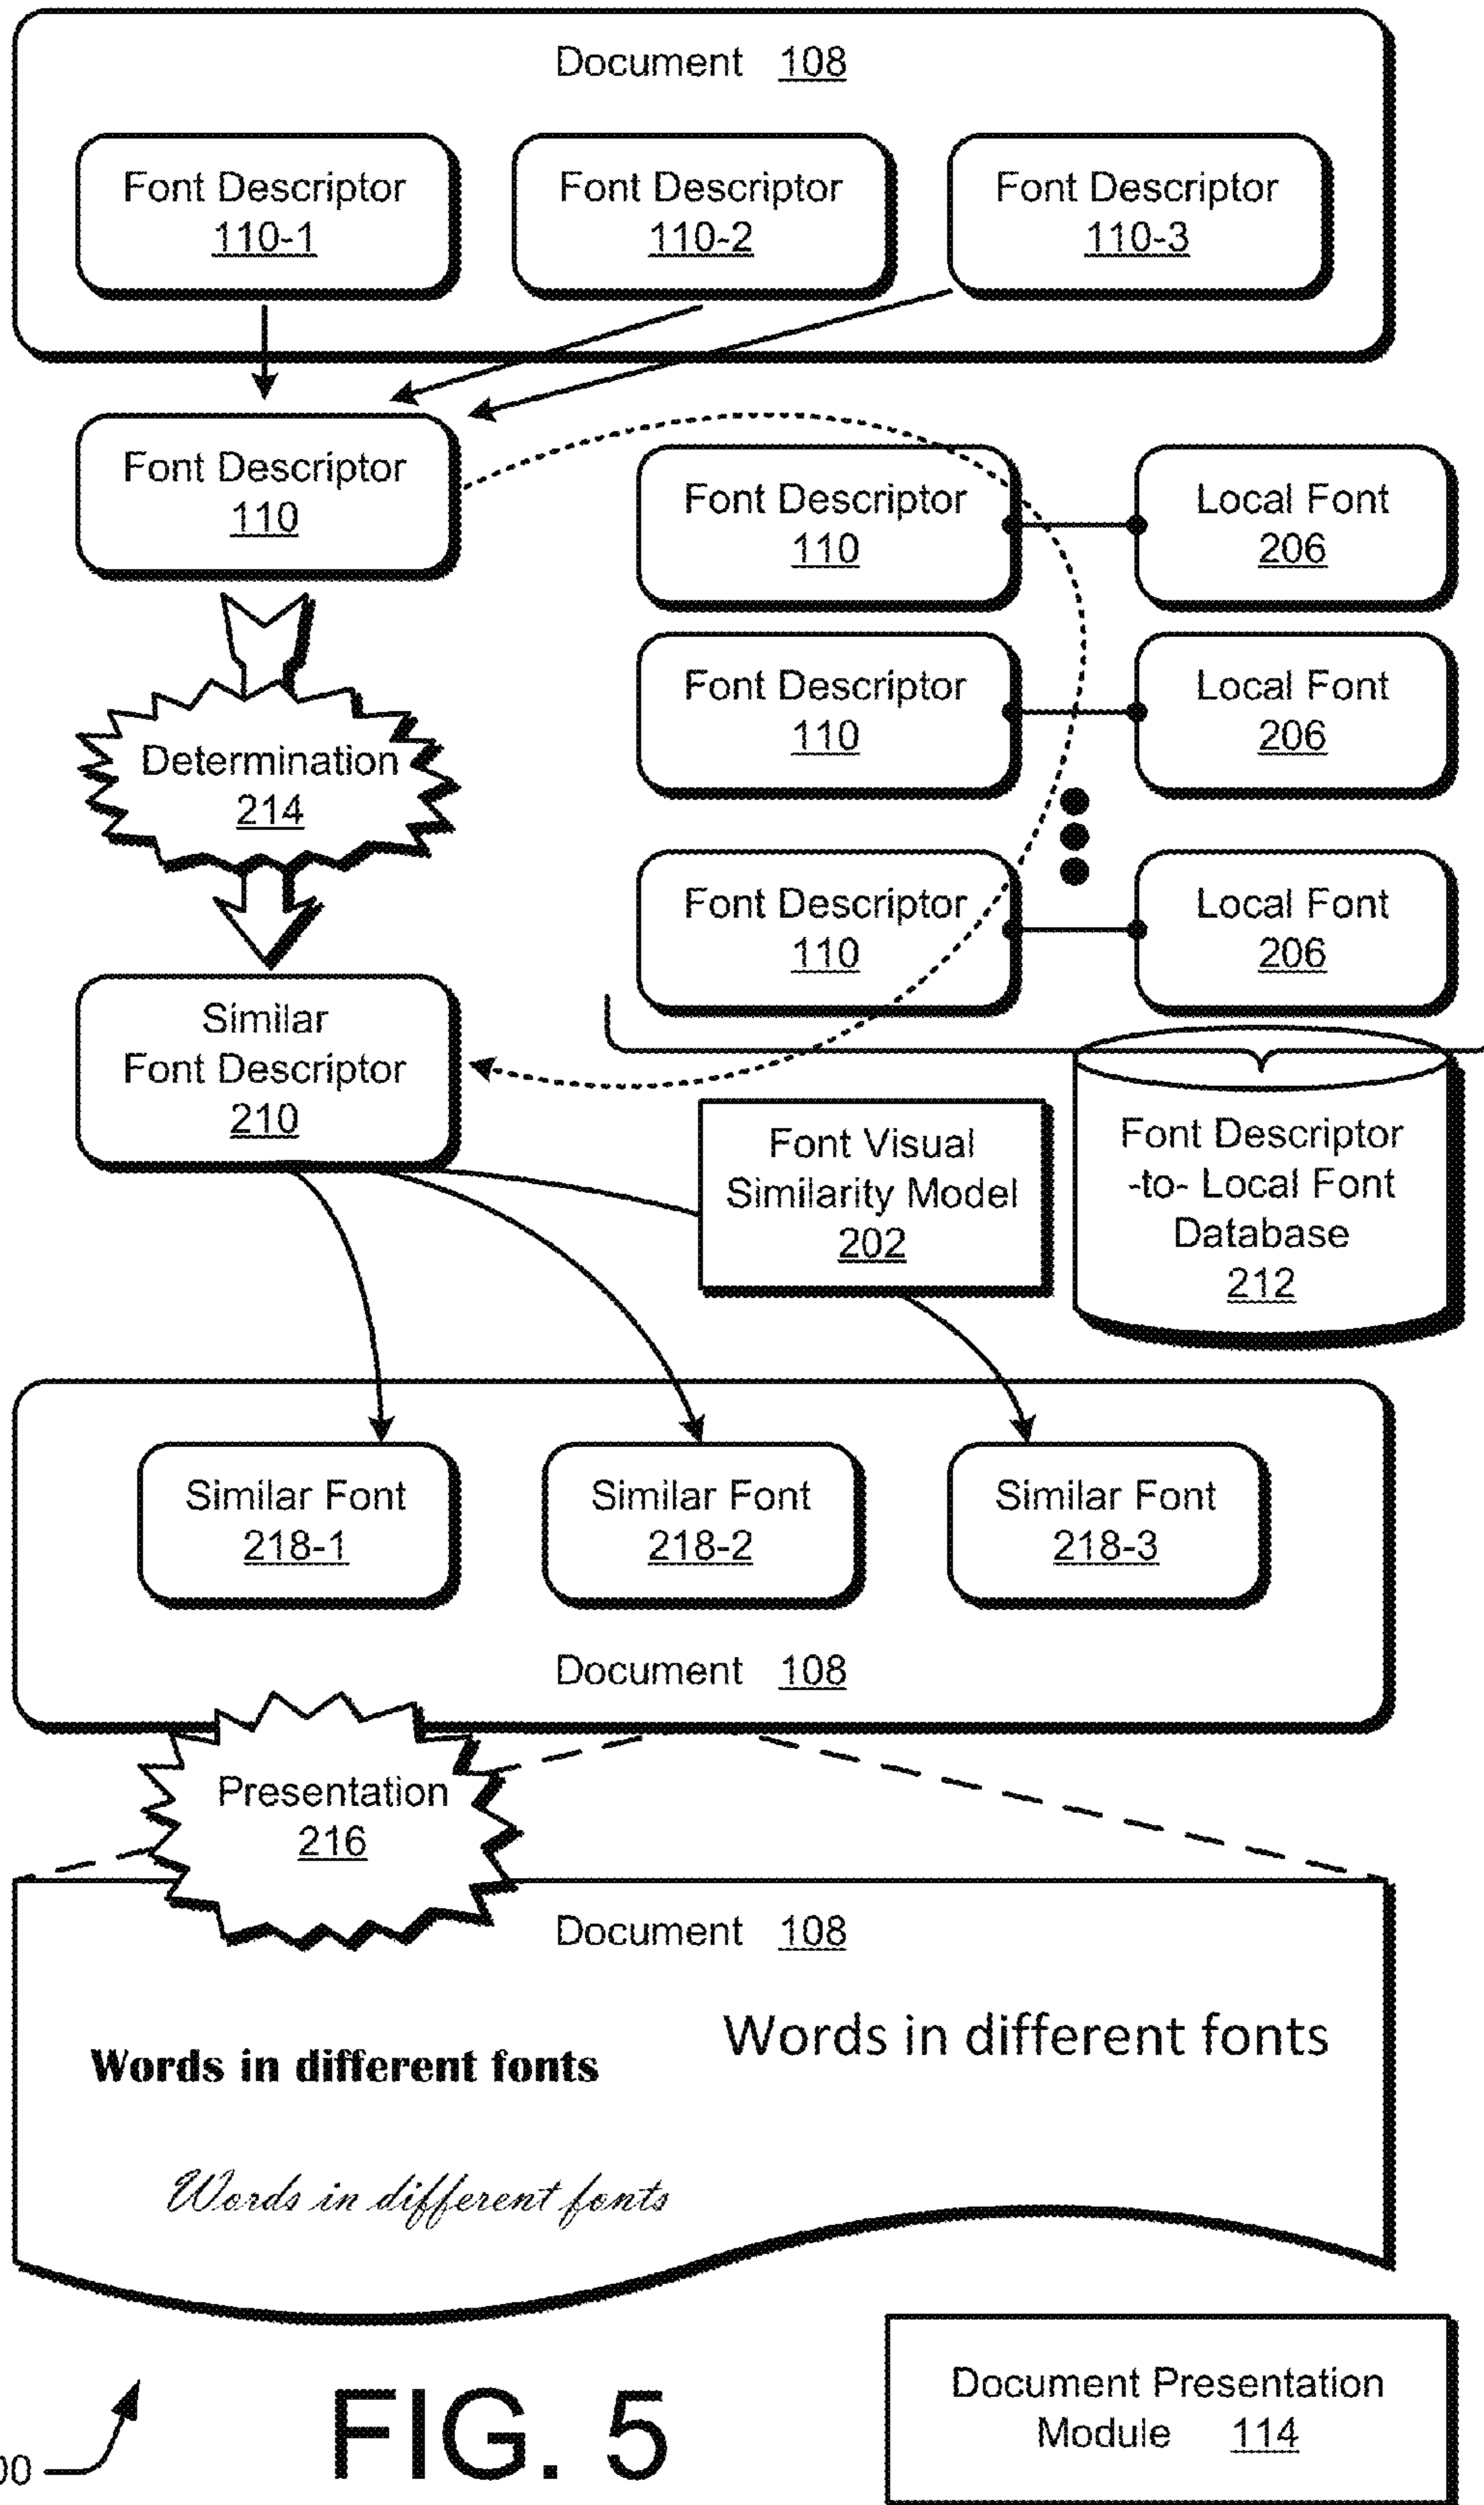 Document 108
Font Descriptor
110-1
Font Descriptor
110-2
Font Descriptor
110-3
Font Descriptor
110
Font Descriptor
110
Local Font
206
Font Descriptor
110
Local Font
206
Determination
214
Font Descriptor
110
Local Font
206
Similar
Font Descriptor
210
Font Visual
Similarity Model
202
Font Descriptor
-to- Local Font
Database
212
Similar Font
218-1
Similar Font
218-2
Similar Font
218-3
Document 108
Presentation
216
Document 108
Words in different fonts
Words in different fonts
Words in different fonts
Document Presentation
Module 114
FIG. 5